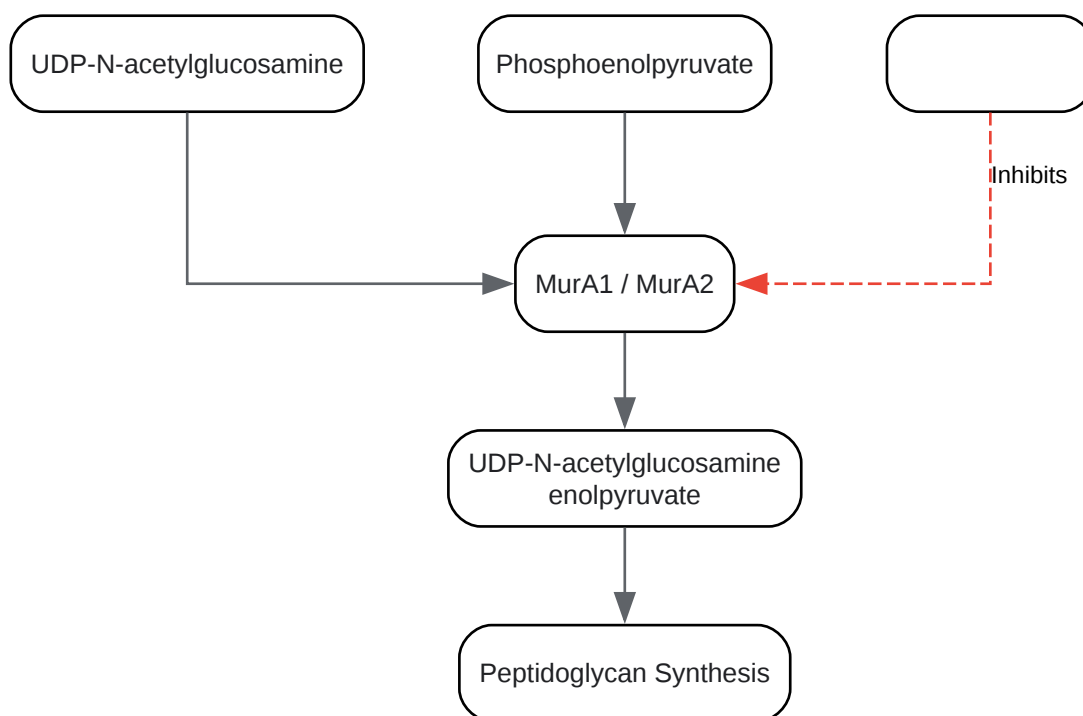 UDP-N-acetylglucosamine
Phosphoenolpyruvate
Inhibits
MurA1 / MurA2
UDP-N-acetylglucosamine
enolpyruvate
Peptidoglycan Synthesis